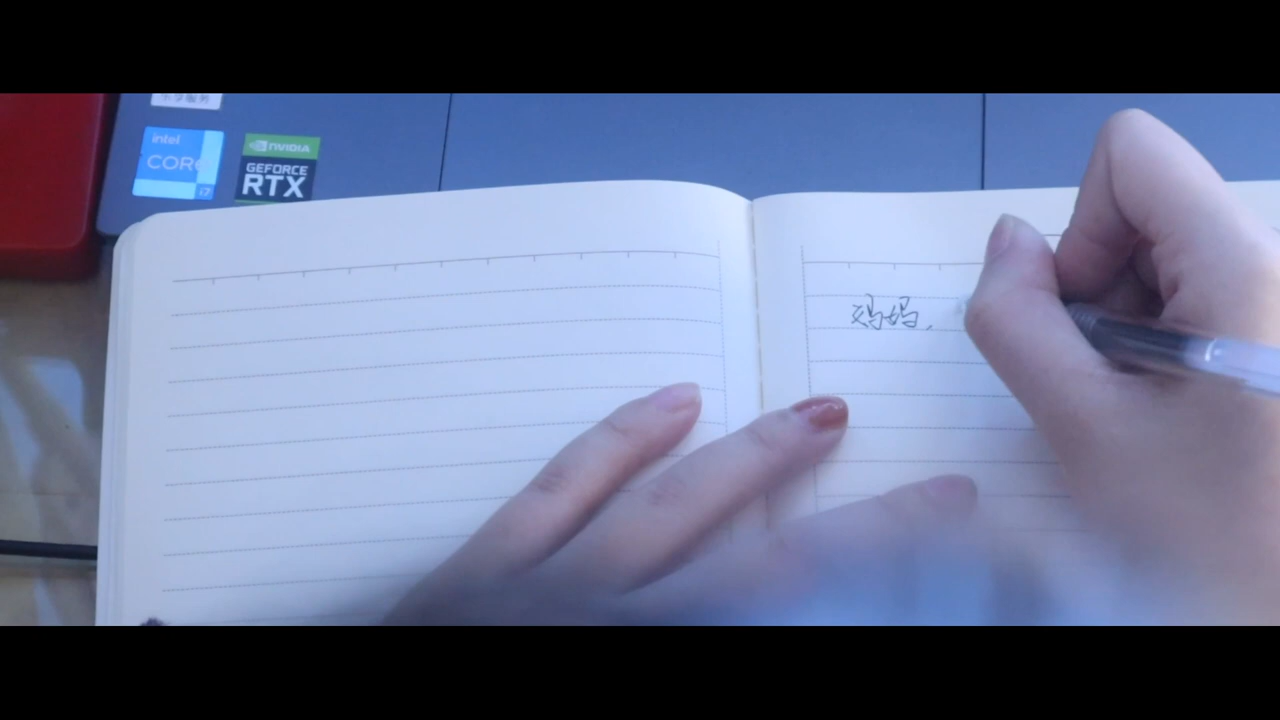 intel
CORE
i7
NVIDIA
GEFORCE
RTX
妈妈,